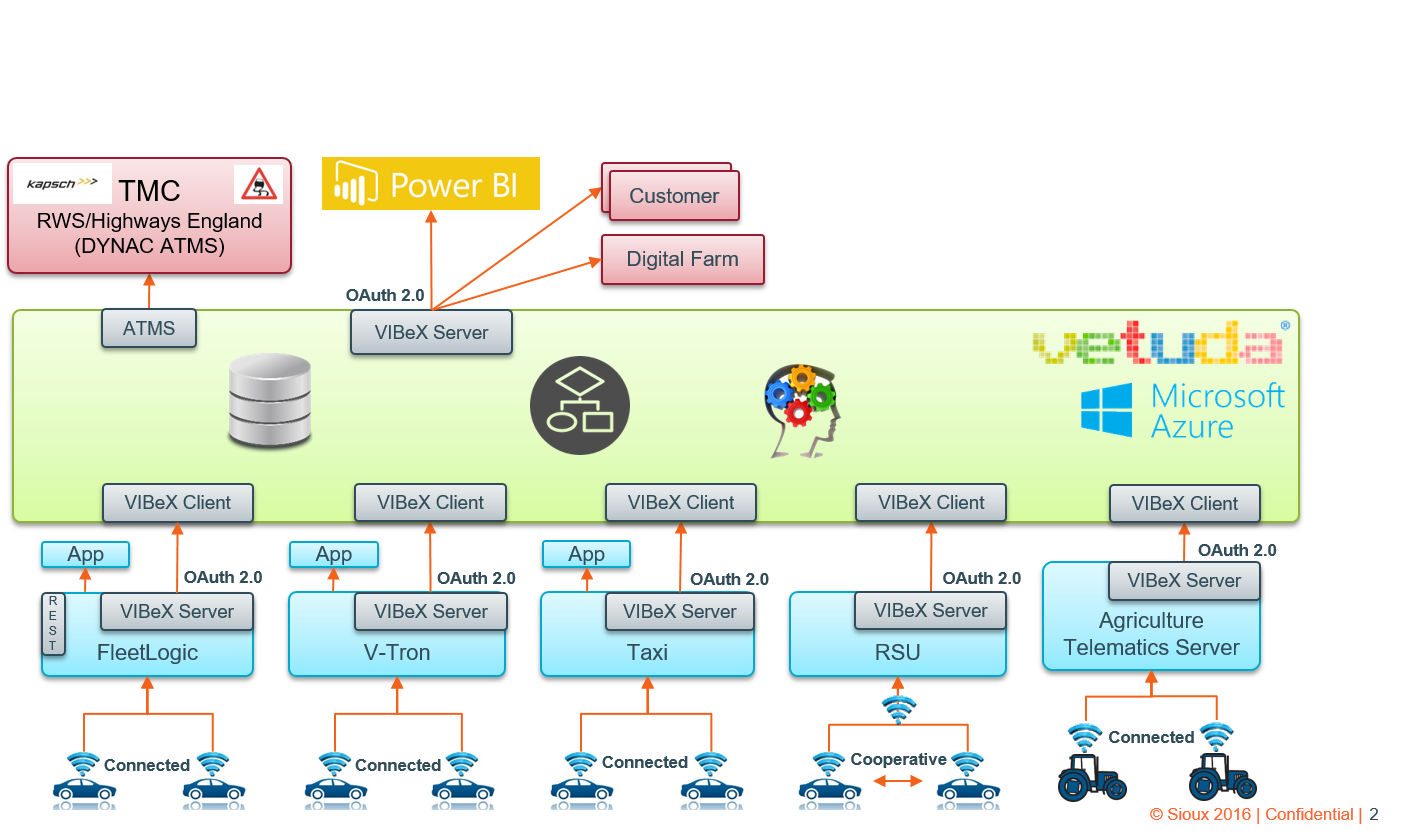 kapsch >>>
TMC
RWS/Highways England
(DYNAC ATMS)
Power BI
Customer
Digital Farm
OAuth 2.0
ATMS
VIBeX Server
vetuda®
Microsoft
Azure
VIBeX Client
VIBeX Client
VIBeX Client
VIBeX Client
VIBeX Client
App
App
App
OAuth 2.0
OAuth 2.0
OAuth 2.0
OAuth 2.0
OAuth 2.0
REST
VIBeX Server
FleetLogic
VIBeX Server
V-Tron
VIBeX Server
Taxi
VIBeX Server
RSU
VIBeX Server
Agriculture
Telematics Server
Connected
Connected
Connected
Cooperative
Connected
© Sioux 2016 | Confidential | 2